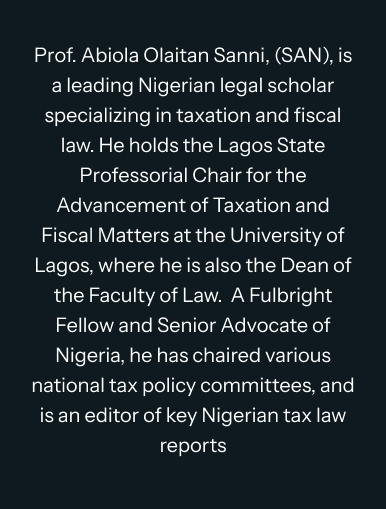 Prof. Abiola Olaitan Sanni, (SAN), is
a leading Nigerian legal scholar
specializing in taxation and fiscal
law. He holds the Lagos State
Professorial Chair for the
Advancement of Taxation and
Fiscal Matters at the University of
Lagos, where he is also the Dean of
the Faculty of Law.  A Fulbright
Fellow and Senior Advocate of
Nigeria, he has chaired various
national tax policy committees, and
is an editor of key Nigerian tax law
reports